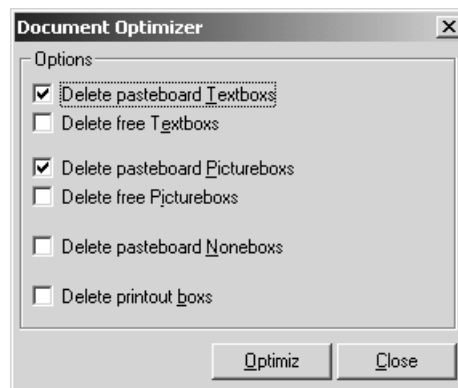 Document Optimizer
Options
Delete pasteboard Textboxs
Delete free Textboxs
Delete pasteboard Pictureboxs
Delete free Pictureboxs
Delete pasteboard Noneboxs
Delete printout boxs
Optimiz Close